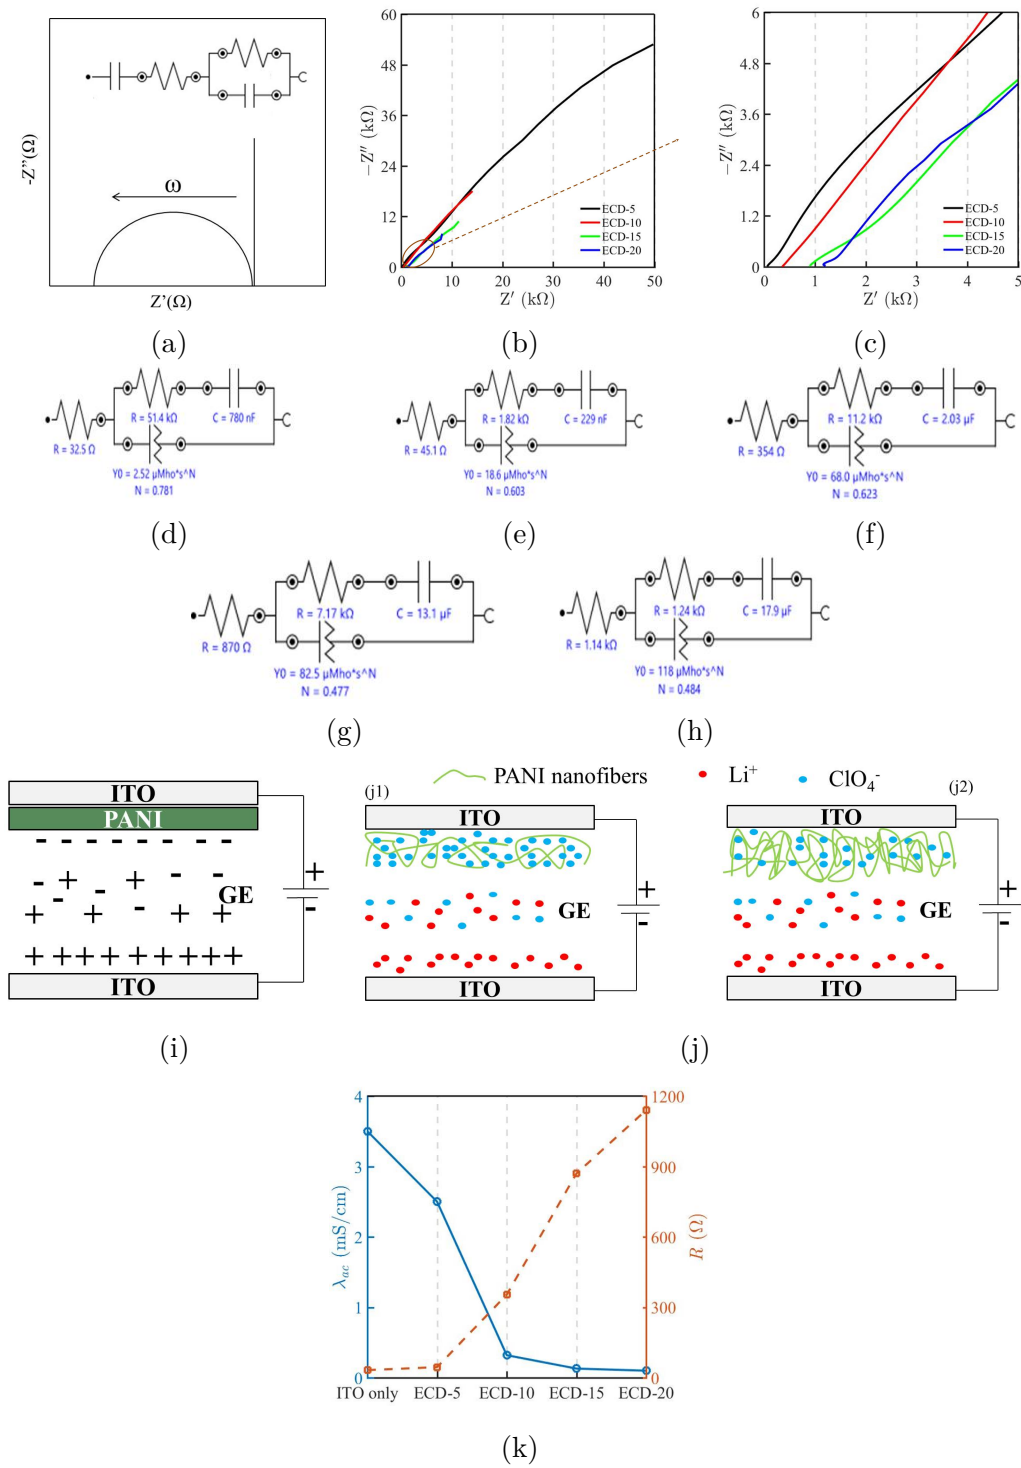 -Z''(Ω)
ω
Z'(Ω)
(a)
60
48
36
24
12
0
−Z″ (kΩ)
ECD-5
ECD-10
ECD-15
ECD-20
0 10 20 30 40 50
Z′ (kΩ)
(b)
6
4.8
3.6
2.4
1.2
0
−Z″ (kΩ)
ECD-5
ECD-10
ECD-15
ECD-20
0 1 2 3 4 5
Z′ (kΩ)
(c)
R = 32.5 Ω
R = 51.4 kΩ
C = 780 nF
Y0 = 2.52 µMho*s^N
N = 0.781
(d)
R = 45.1 Ω
R = 1.82 kΩ
C = 229 nF
Y0 = 18.6 µMho*s^N
N = 0.603
(e)
R = 354 Ω
R = 11.2 kΩ
C = 2.03 µF
Y0 = 68.0 µMho*s^N
N = 0.623
(f)
R = 870 Ω
R = 7.17 kΩ
C = 13.1 µF
Y0 = 82.5 µMho*s^N
N = 0.477
(g)
R = 1.14 kΩ
R = 1.24 kΩ
C = 17.9 µF
Y0 = 118 µMho*s^N
N = 0.484
(h)
ITO
PANI
GE
+
-
ITO
(i)
PANI nanofibers
Li⁺
ClO₄⁻
(j1)
ITO
GE
+
-
ITO
(j2)
ITO
GE
+
-
ITO
(j)
4
3
2
1
0
λac (mS/cm)
1200
900
600
300
0
R (Ω)
ITO only ECD-5 ECD-10 ECD-15 ECD-20
(k)